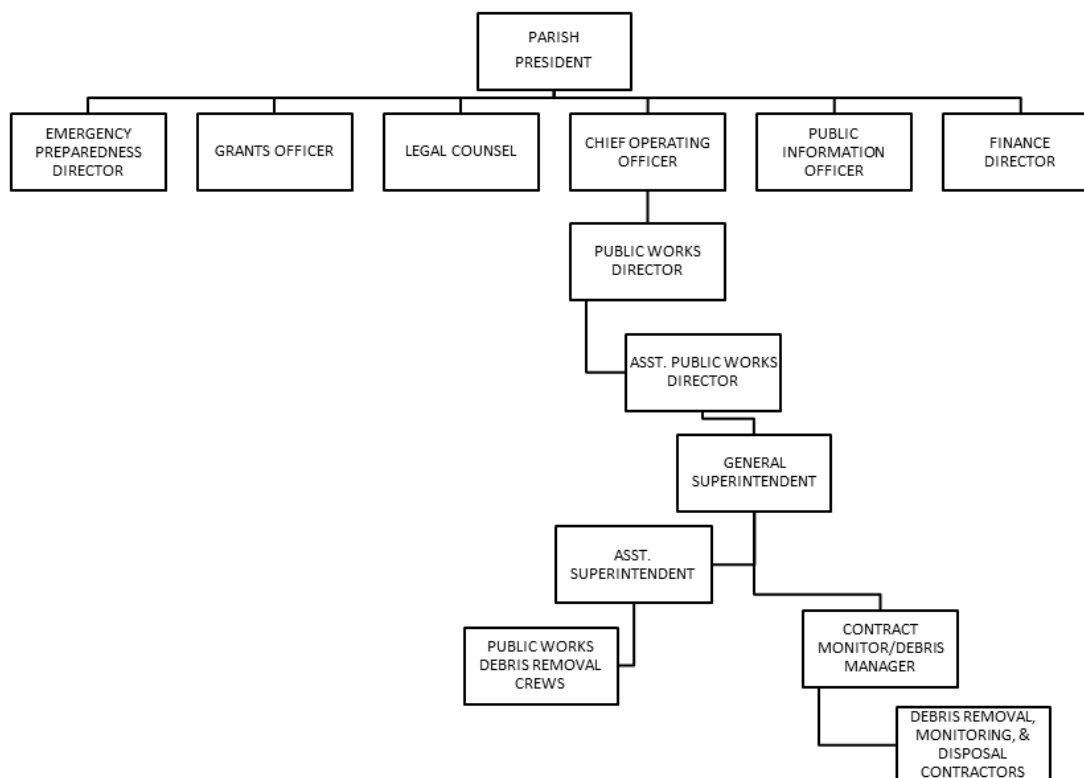 PARISH
PRESIDENT
EMERGENCY
PREPAREDNESS
DIRECTOR
GRANTS OFFICER
LEGAL COUNSEL
CHIEF OPERATING
OFFICER
PUBLIC
INFORMATION
OFFICER
FINANCE
DIRECTOR
PUBLIC WORKS
DIRECTOR
ASST. PUBLIC WORKS
DIRECTOR
GENERAL
SUPERINTENDENT
ASST.
SUPERINTENDENT
PUBLIC WORKS
DEBRIS REMOVAL
CREWS
CONTRACT
MONITOR/DEBRIS
MANAGER
DEBRIS REMOVAL,
MONITORING, &
DISPOSAL
CONTRACTORS